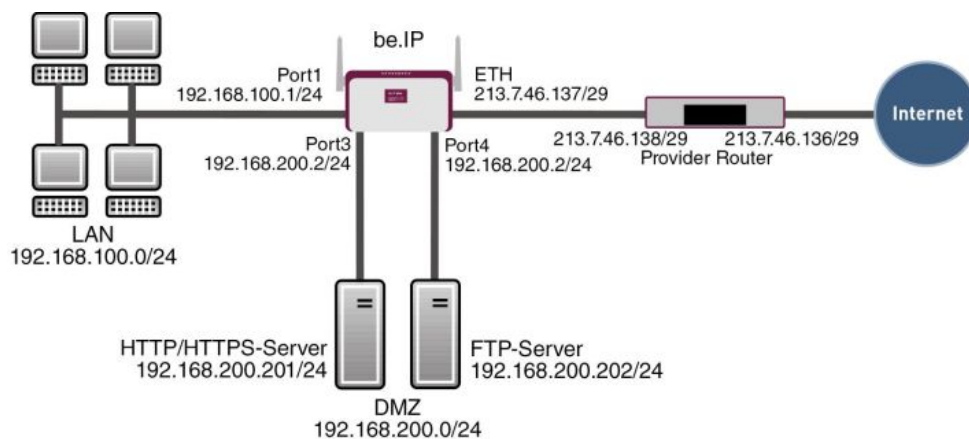 be.IP
Port1
192.168.100.1/24
ETH
213.7.46.137/29
Internet
213.7.46.138/29
213.7.46.136/29
Provider Router
Port3
192.168.200.2/24
Port4
192.168.200.2/24
LAN
192.168.100.0/24
HTTP/HTTPS-Server
192.168.200.201/24
FTP-Server
192.168.200.202/24
DMZ
192.168.200.0/24